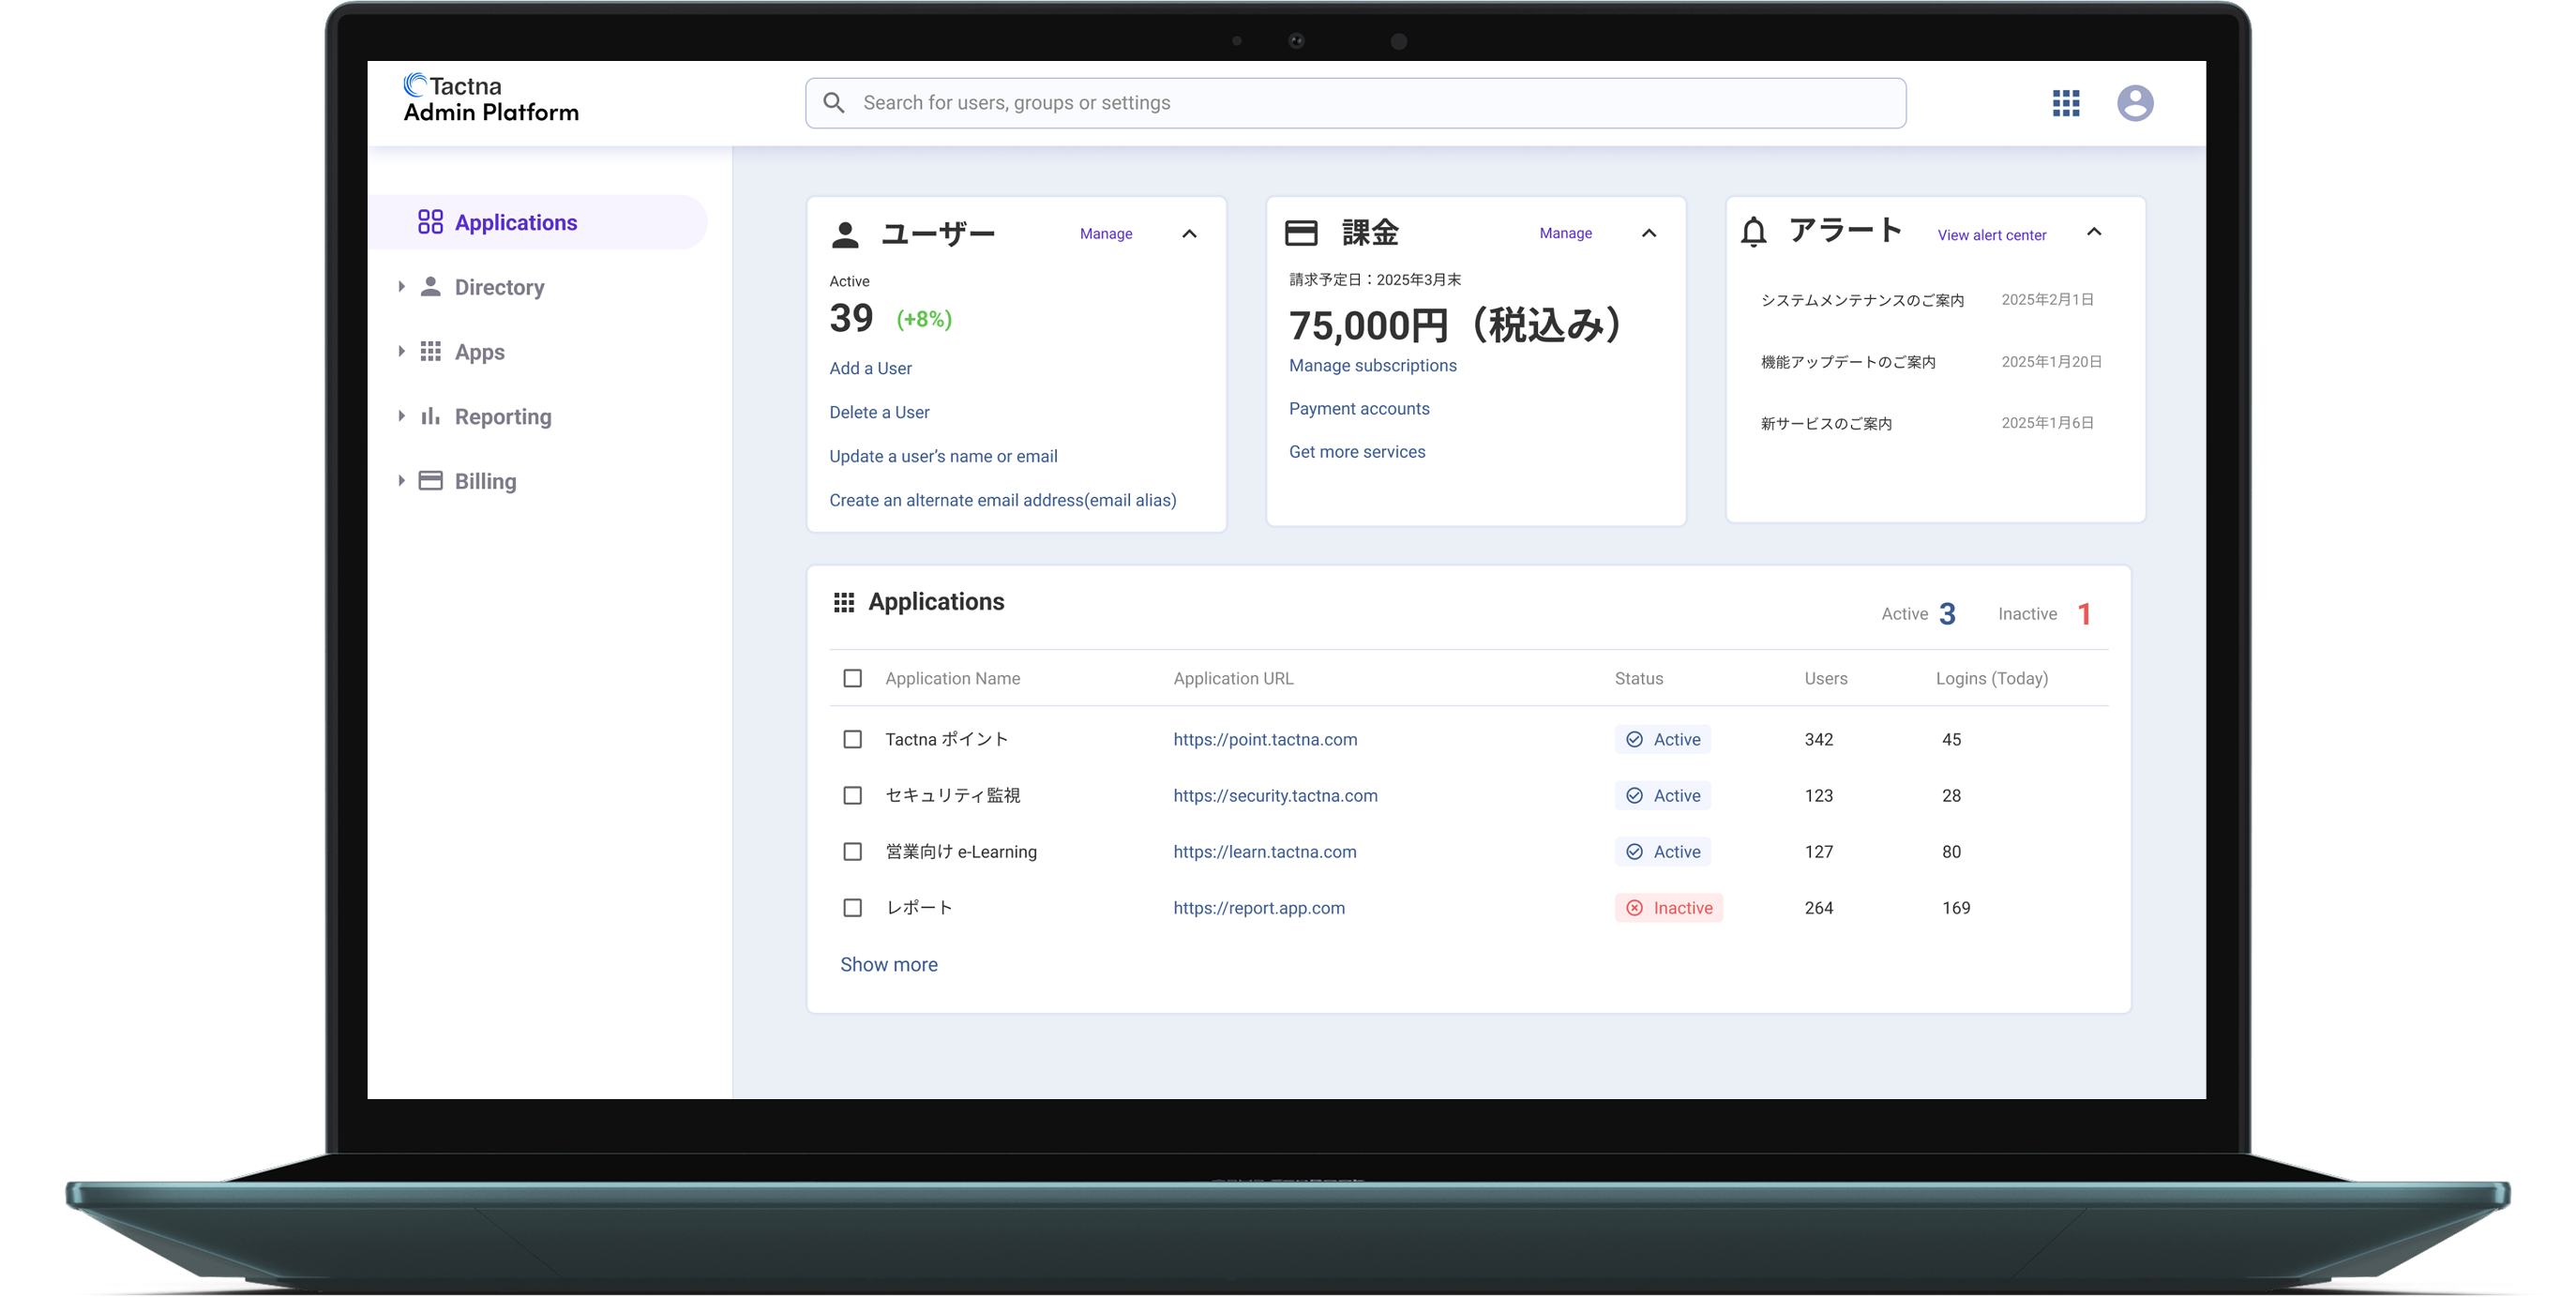 Tactna
Admin Platform
Search for users, groups or settings
Applications
Directory
Apps
Reporting
Billing
ユーザー Manage
Active
39 (+8%)
Add a User
Delete a User
Update a user’s name or email
Create an alternate email address(email alias)
課金 Manage
請求予定日：2025年3月末
75,000円（税込み）
Manage subscriptions
Payment accounts
Get more services
アラート View alert center
システムメンテナンスのご案内 2025年2月1日
機能アップデートのご案内 2025年1月20日
新サービスのご案内 2025年1月6日
Applications Active 3 Inactive 1
Application Name Application URL Status Users Logins (Today)
Tactna ポイント https://point.tactna.com Active 342 45
セキュリティ監視 https://security.tactna.com Active 123 28
営業向け e-Learning https://learn.tactna.com Active 127 80
レポート https://report.app.com Inactive 264 169
Show more